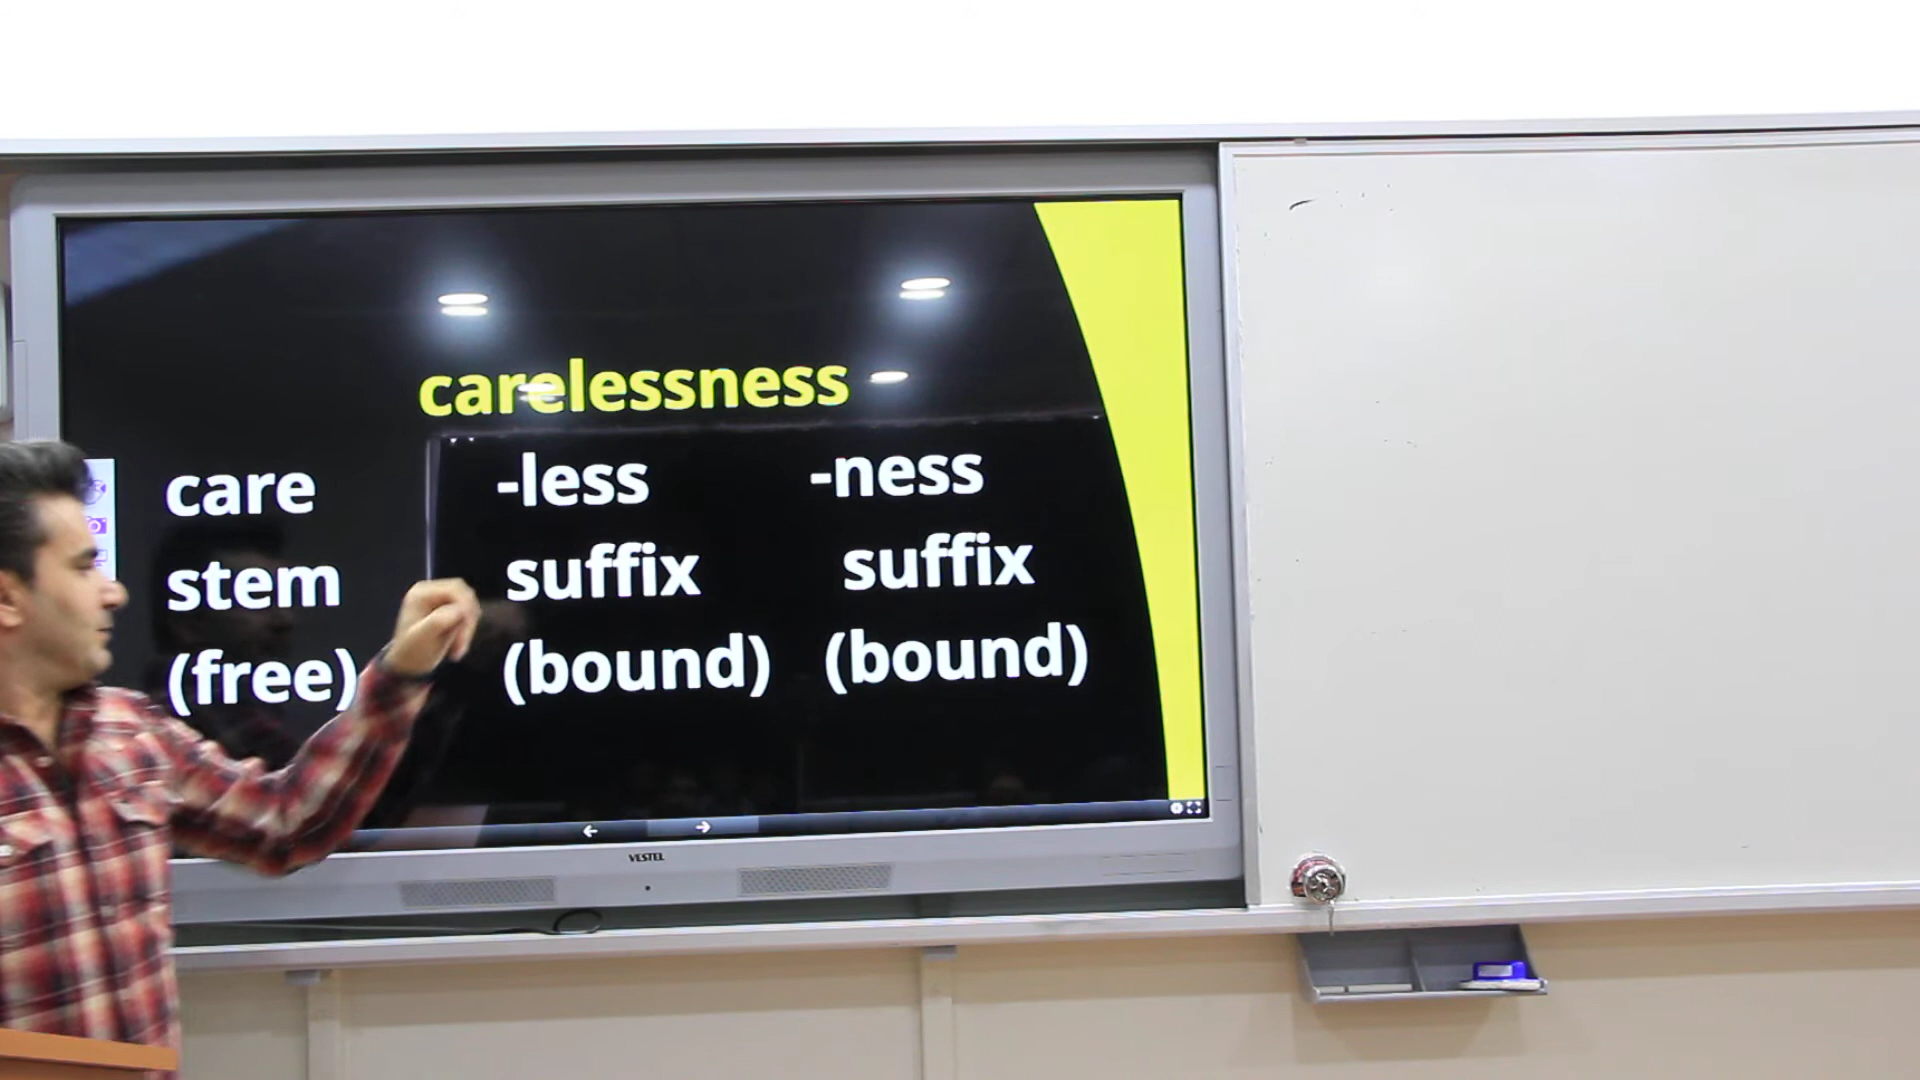 carelessness
care -less -ness
stem suffix suffix
(free) (bound) (bound)
VESTEL